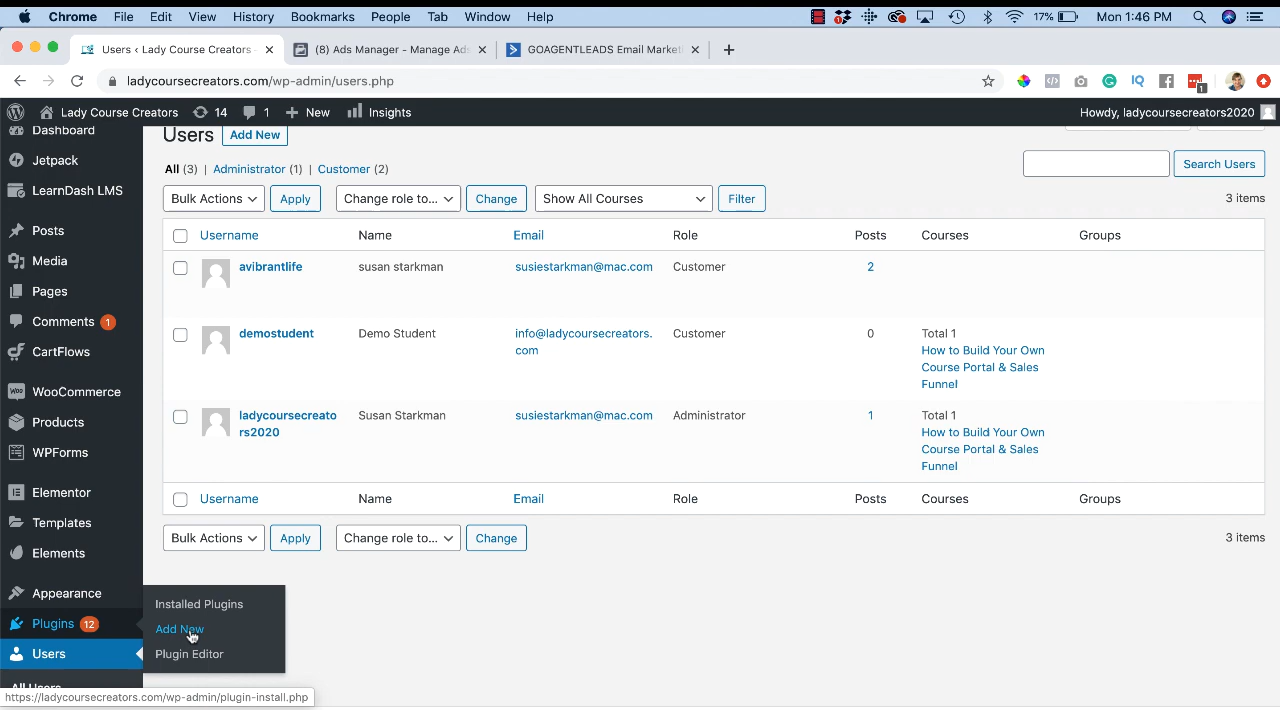 Chrome File Edit View History Bookmarks People Tab Window Help 17% Mon 1:46 PM
Users ‹ Lady Course Creators - (8) Ads Manager - Manage Ads GOAGENTLEADS Email Marketi
ladycoursecreators.com/wp-admin/users.php IQ 1
Lady Course Creators 14 1 New Insights Howdy, ladycoursecreators2020
Dashboard
Jetpack
LearnDash LMS
Posts
Media
Pages
Comments 1
CartFlows
WooCommerce
Products
WPForms
Elementor
Templates
Elements
Appearance
Plugins 12
Users
All Users
Installed Plugins
Add New
Plugin Editor
Users Add New
All (3) | Administrator (1) | Customer (2) Search Users
Bulk Actions Apply Change role to... Change Show All Courses Filter 3 items
Username Name Email Role Posts Courses Groups
avibrantlife susan starkman susiestarkman@mac.com Customer 2
demostudent Demo Student info@ladycoursecreators. Customer 0 Total 1
com How to Build Your Own
Course Portal & Sales
Funnel
ladycoursecreato Susan Starkman susiestarkman@mac.com Administrator 1 Total 1
rs2020 How to Build Your Own
Course Portal & Sales
Funnel
Username Name Email Role Posts Courses Groups
Bulk Actions Apply Change role to... Change 3 items
https://ladycoursecreators.com/wp-admin/plugin-install.php